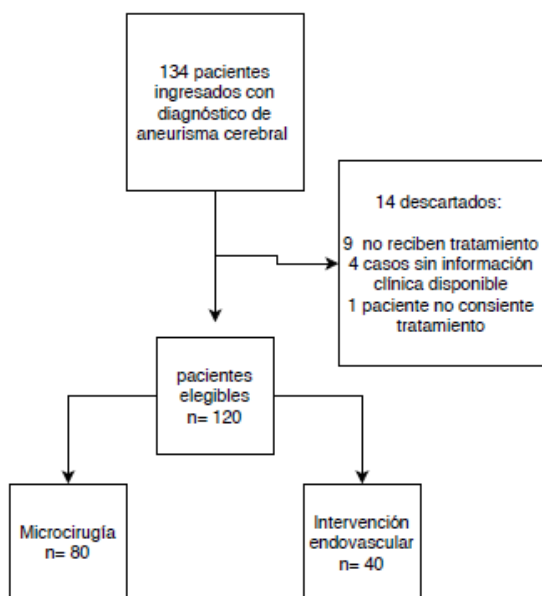 134 pacientes
ingresados con
diagnóstico de
aneurisma cerebral
14 descartados:
9 no reciben tratamiento
4 casos sin información
clínica disponible
1 paciente no consiente
tratamiento
pacientes
elegibles
n= 120
Microcirugía
n= 80
Intervención
endovascular
n= 40